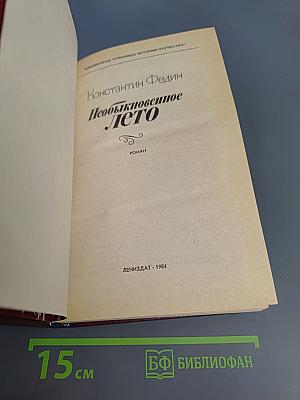 БИБЛИОТЕКА "СТРАНИЦЫ ИСТОРИИ ОТЕЧЕСТВА"
Константин Федин
Необыкновенное
ЛЕТО
РОМАН
ЛЕНИЗДАТ · 1984
15 см
БФ БИБЛИОФАН